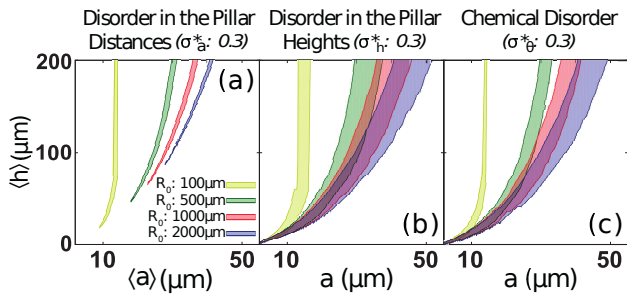 Disorder in the Pillar
Distances (σ*a: 0.3)
Disorder in the Pillar
Heights (σ*h: 0.3)
Chemical Disorder
(σ*θ: 0.3)
200
100
0
⟨h⟩(μm)
(a)
(b)
(c)
R₀: 100μm
R₀: 500μm
R₀: 1000μm
R₀: 2000μm
10 50
10 50
10 50
⟨a⟩(μm)
a (μm)
a (μm)